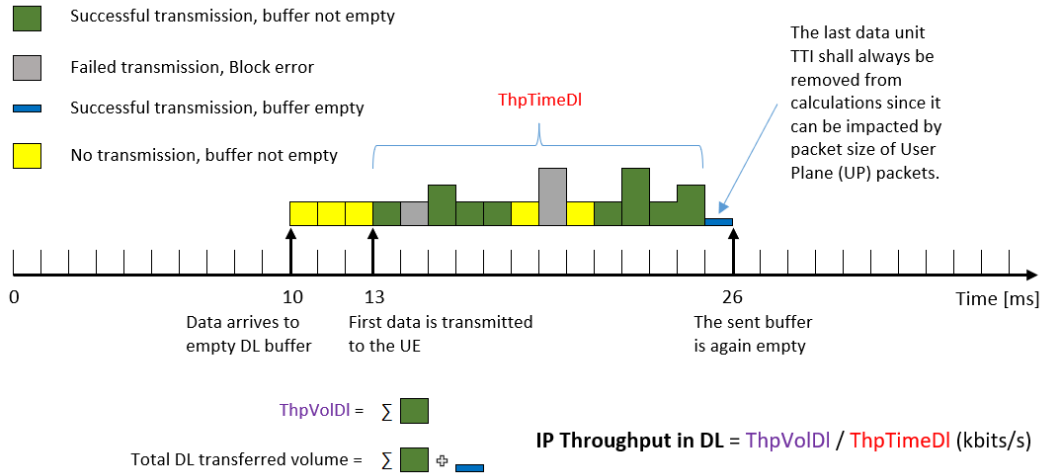 Successful transmission, buffer not empty
Failed transmission, Block error
Successful transmission, buffer empty
No transmission, buffer not empty
ThpTimeDl
The last data unit
TTI shall always be
removed from
calculations since it
can be impacted by
packet size of User
Plane (UP) packets.
0 10 13 26 Time [ms]
Data arrives to
empty DL buffer
First data is transmitted
to the UE
The sent buffer
is again empty
ThpVolDl = ∑
Total DL transferred volume = ∑ +
IP Throughput in DL = ThpVolDl / ThpTimeDl (kbits/s)